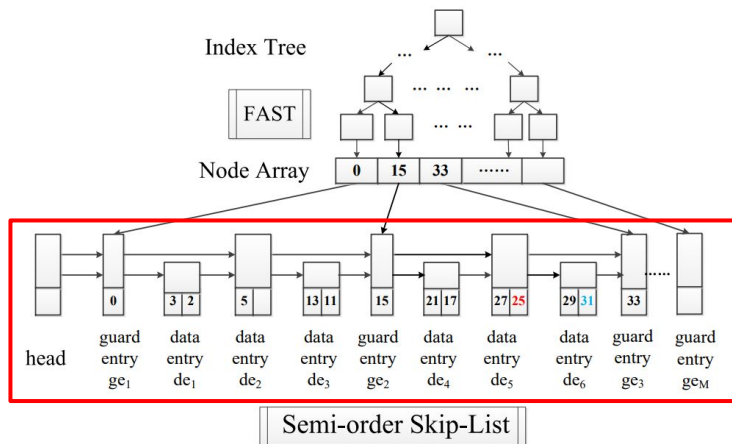 Index Tree
... ...
... ... ...
FAST
... ...
Node Array
0 15 33 ......
......
0 3 2 5 13 11 15 21 17 27 25 29 31 33
head
guard entry ge1
data entry de1
data entry de2
data entry de3
guard entry ge2
data entry de4
data entry de5
data entry de6
guard entry ge3
guard entry geM
Semi-order Skip-List